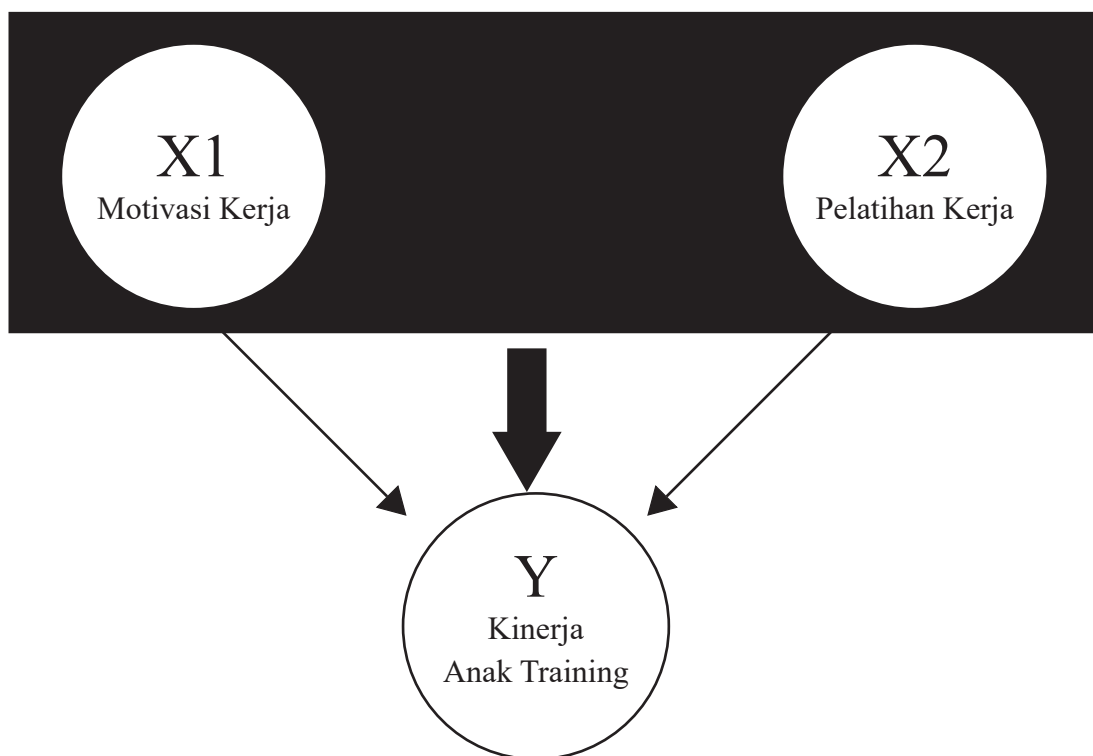 X1
Motivasi Kerja
X2
Pelatihan Kerja
Y
Kinerja
Anak Training